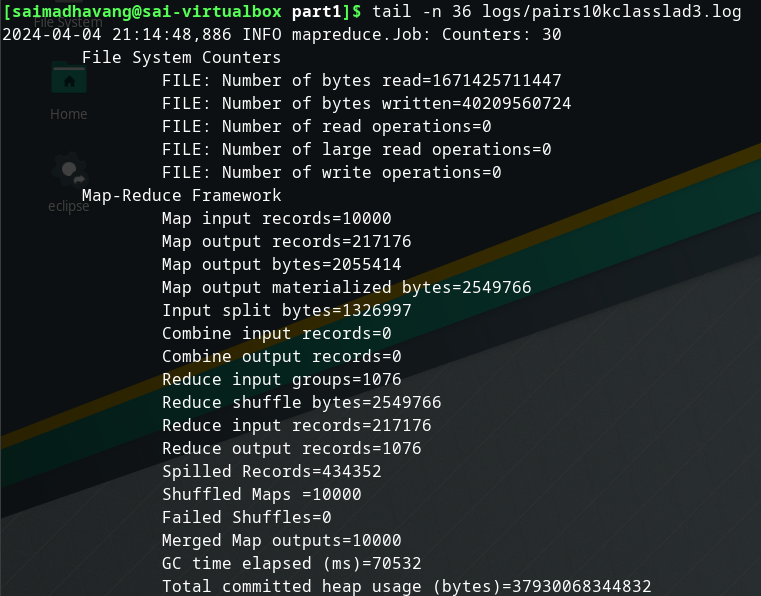 [saimadhavang@sai-virtualbox part1]$ tail -n 36 logs/pairs10kclasslad3.log
File System
2024-04-04 21:14:48,886 INFO mapreduce.Job: Counters: 30
File System Counters
FILE: Number of bytes read=1671425711447
FILE: Number of bytes written=40209560724
Home
FILE: Number of read operations=0
FILE: Number of large read operations=0
FILE: Number of write operations=0
Map-Reduce Framework
eclipse
Map input records=10000
Map output records=217176
Map output bytes=2055414
Map output materialized bytes=2549766
Input split bytes=1326997
Combine input records=0
Combine output records=0
Reduce input groups=1076
Reduce shuffle bytes=2549766
Reduce input records=217176
Reduce output records=1076
Spilled Records=434352
Shuffled Maps =10000
Failed Shuffles=0
Merged Map outputs=10000
GC time elapsed (ms)=70532
Total committed heap usage (bytes)=37930068344832